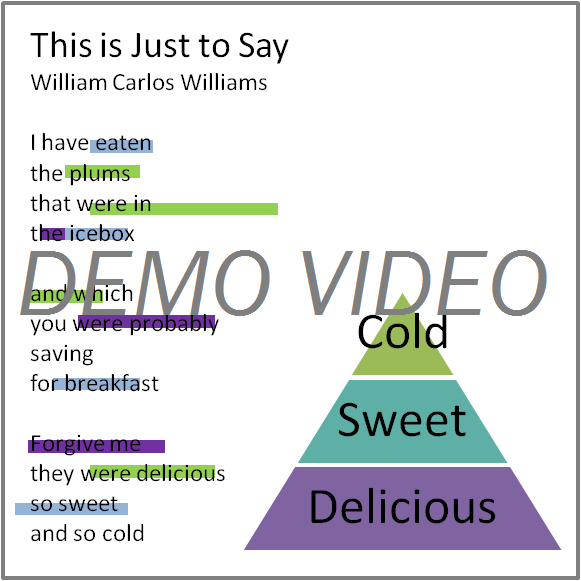 This is Just to Say
William Carlos Williams
I have eaten
the plums
that were in
the icebox
DEMO VIDEO
and which
you were probably
saving
for breakfast
Forgive me
they were delicious
so sweet
and so cold
Cold
Sweet
Delicious